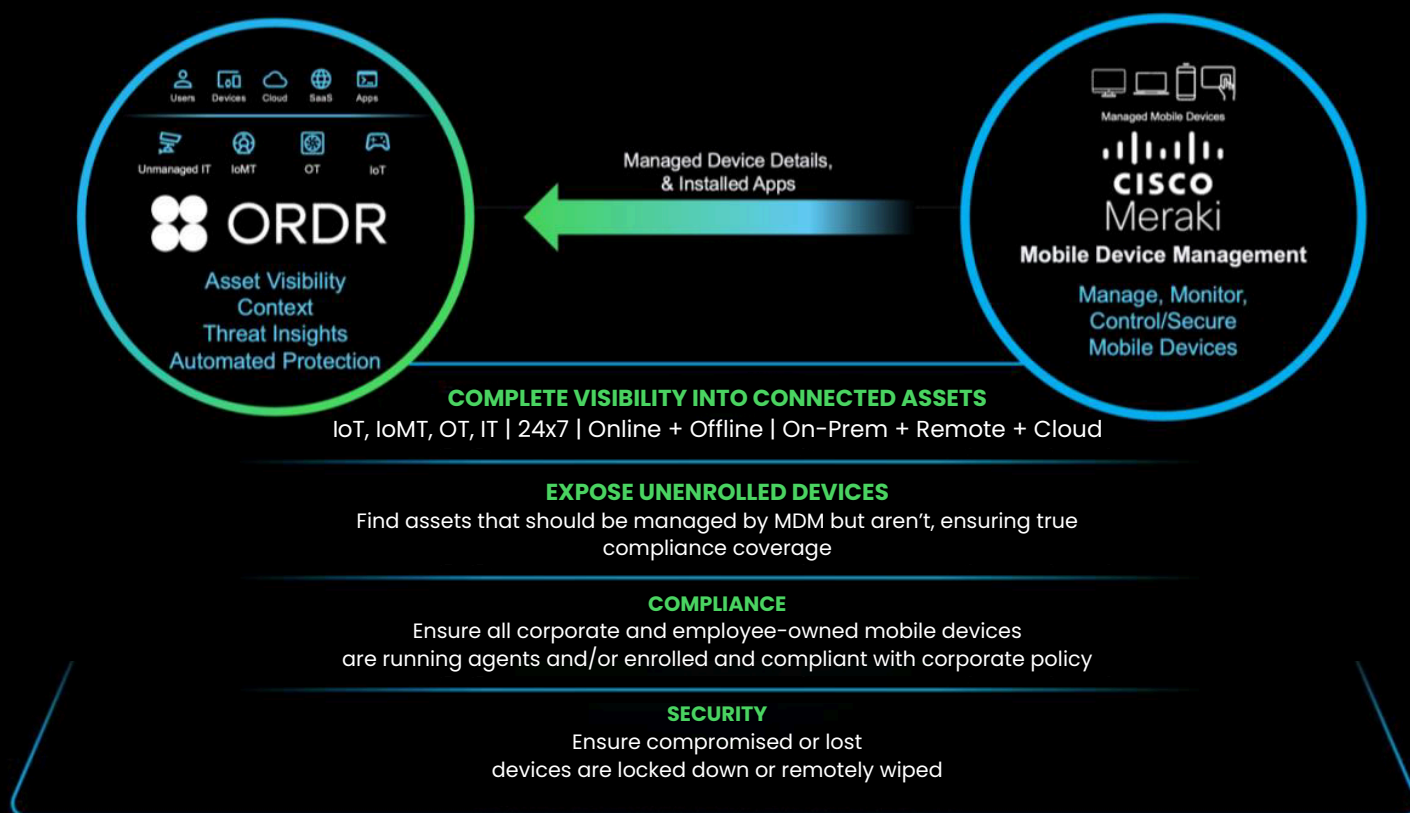 Users Devices Cloud SaaS Apps
Unmanaged IT IoMT OT IoT
ORDR
Asset Visibility
Context
Threat Insights
Automated Protection
Managed Device Details,
& Installed Apps
Managed Mobile Devices
CISCO
Meraki
Mobile Device Management
Manage, Monitor,
Control/Secure
Mobile Devices
COMPLETE VISIBILITY INTO CONNECTED ASSETS
IoT, IoMT, OT, IT | 24x7 | Online + Offline | On-Prem + Remote + Cloud
EXPOSE UNENROLLED DEVICES
Find assets that should be managed by MDM but aren’t, ensuring true
compliance coverage
COMPLIANCE
Ensure all corporate and employee-owned mobile devices
are running agents and/or enrolled and compliant with corporate policy
SECURITY
Ensure compromised or lost
devices are locked down or remotely wiped